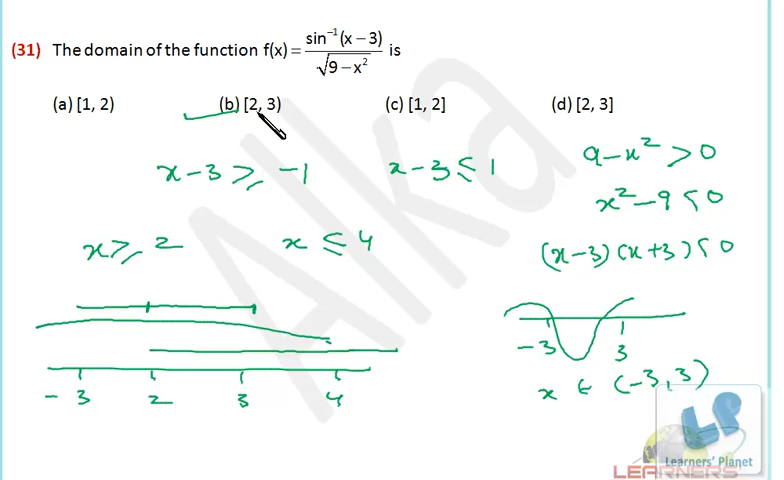 (31) The domain of the function f(x) = sin⁻¹(x − 3) / √(9 − x²) is
(a) [1, 2) (b) [2, 3) (c) [1, 2] (d) [2, 3]
x − 3 ≥ −1 x − 3 ≤ 1 9 − x² > 0
x² − 9 < 0
x ≥ 2 x ≤ 4 (x − 3) (x + 3) < 0
−3 3
x ∈ (−3, 3)
−3 2 3 4
Alka
LP
Learners' Planet
LEARNERS